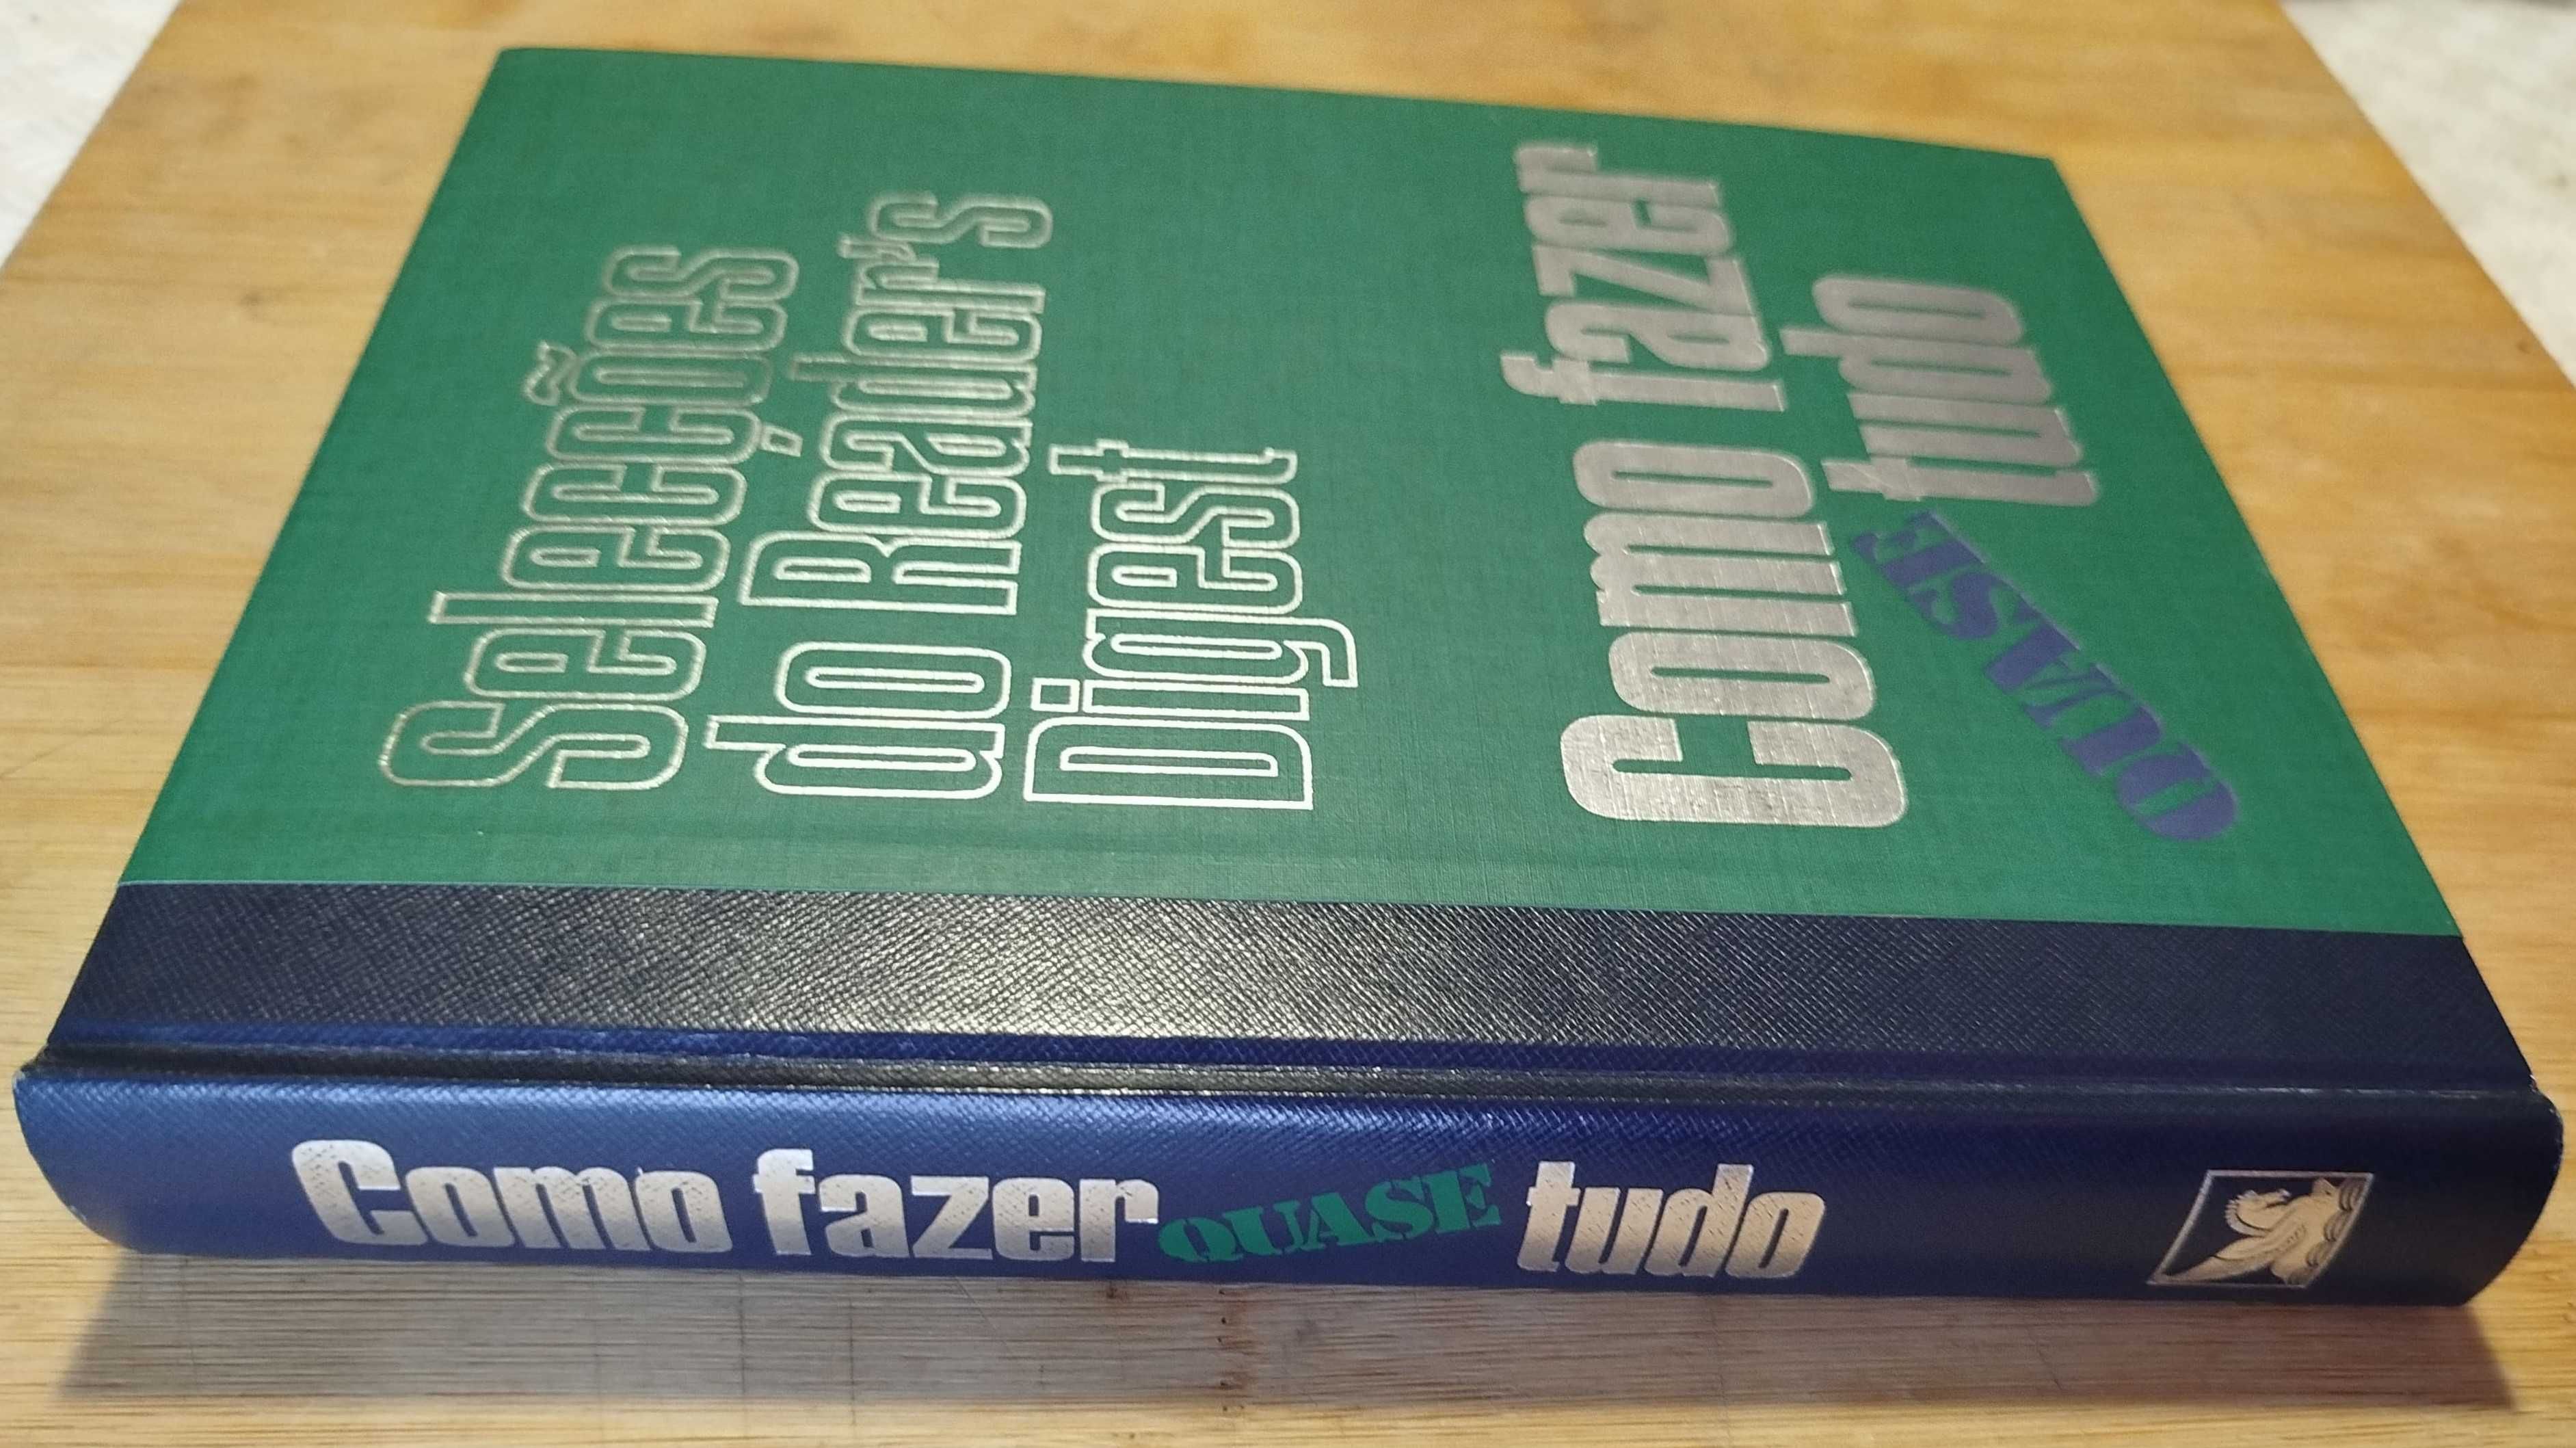 Selecções
do Reader's
Digest
Como fazer
QUASE tudo
Como fazer QUASE tudo